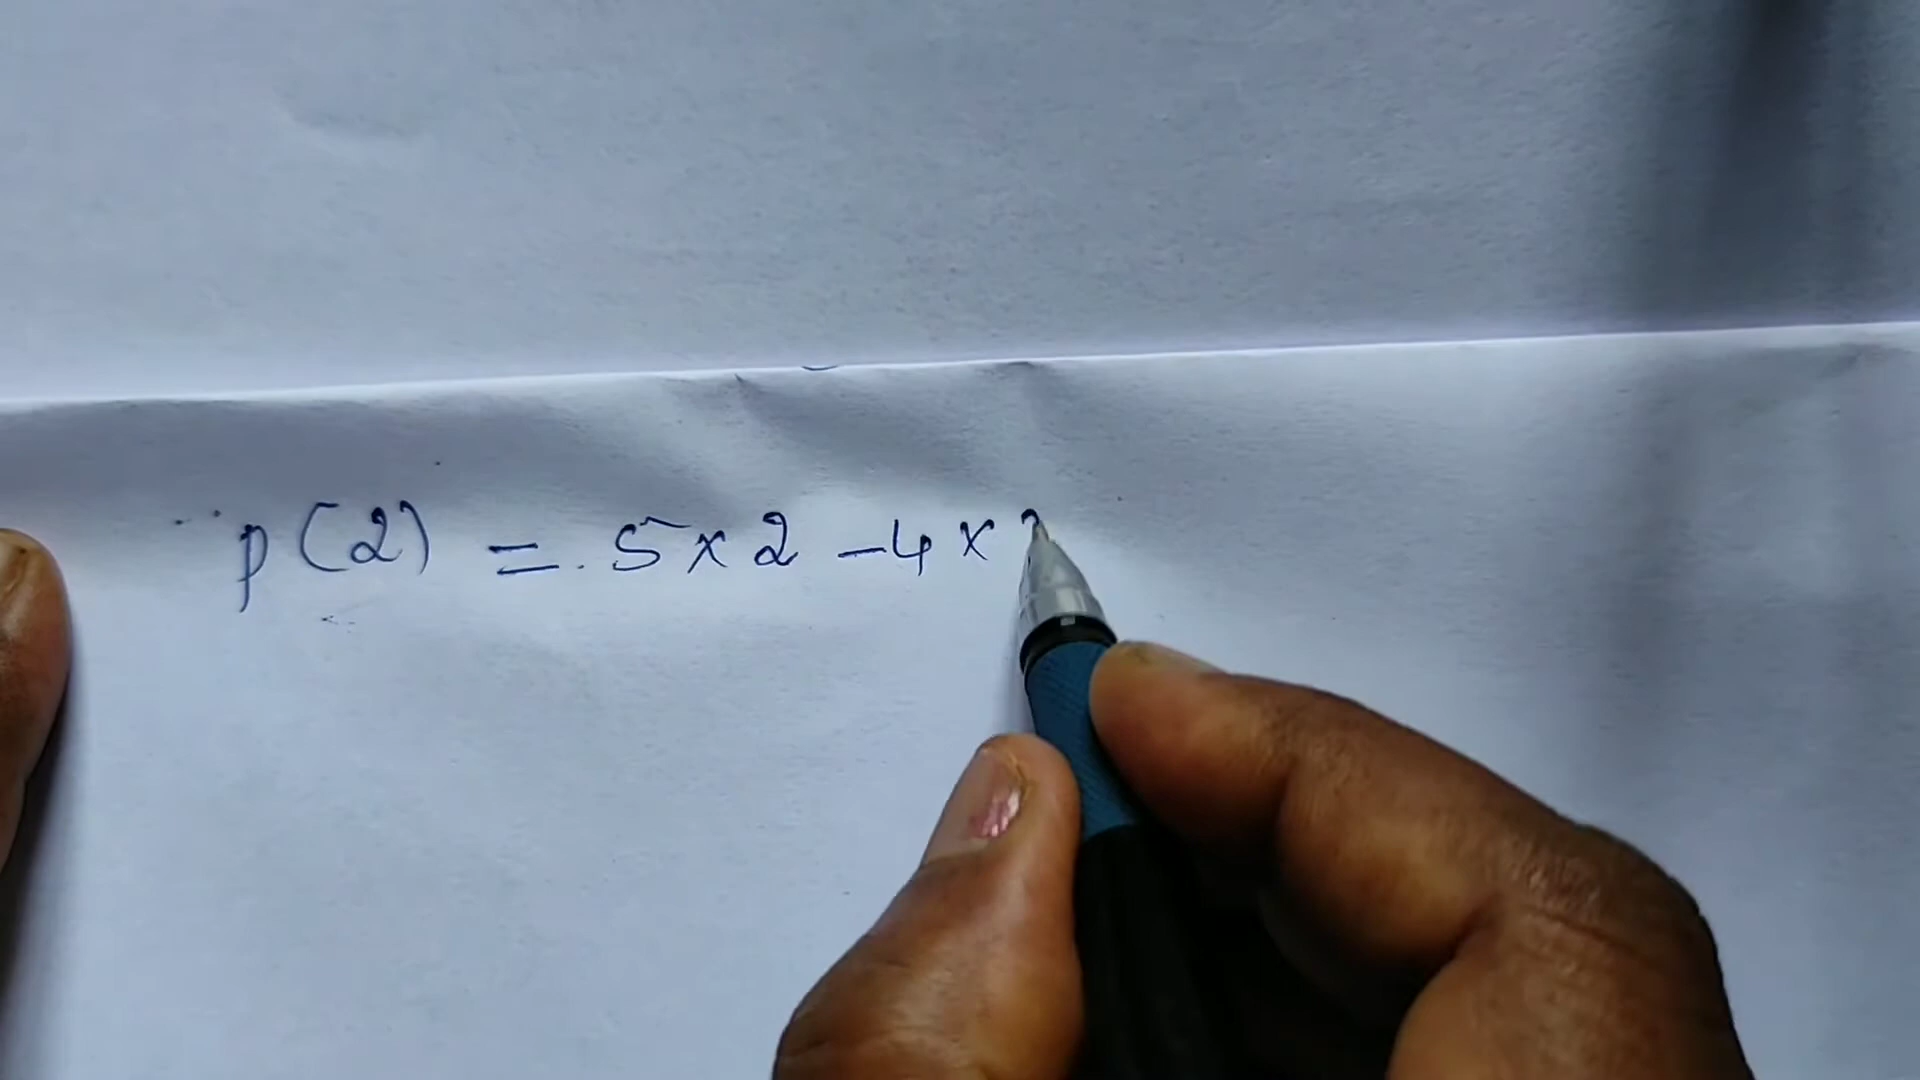 p(2) = 5 x 2 - 4 x